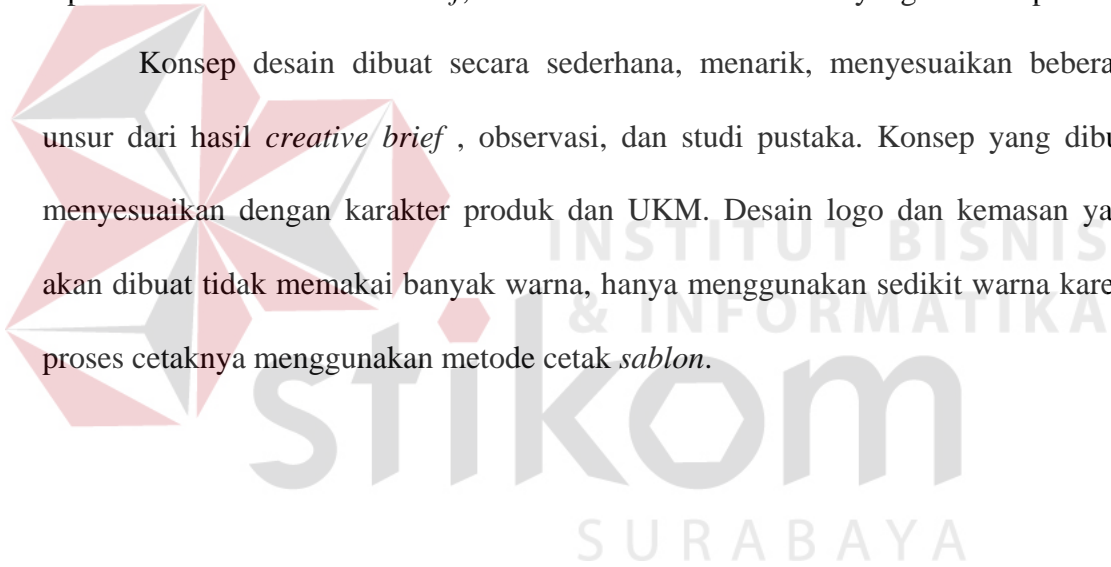 Konsep desain dibuat secara sederhana, menarik, menyesuaikan bebera
unsur dari hasil creative brief , observasi, dan studi pustaka. Konsep yang dibu
menyesuaikan dengan karakter produk dan UKM. Desain logo dan kemasan ya
INSTITUT BISNIS
akan dibuat tidak memakai banyak warna, hanya menggunakan sedikit warna kare
& INFORMATIKA
proses cetaknya menggunakan metode cetak sablon.
stikom
SURABAYA